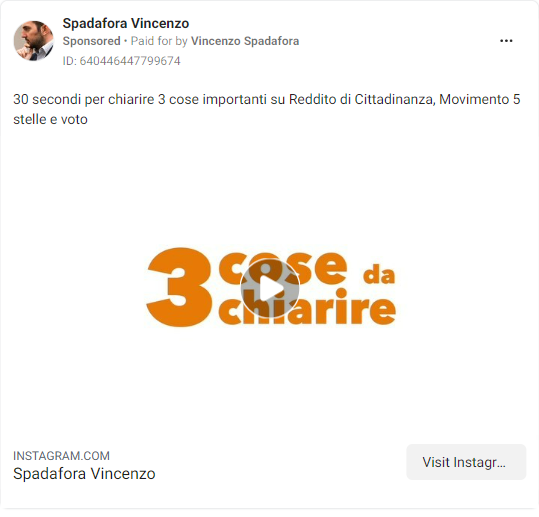 Spadafora Vincenzo
Sponsored • Paid for by Vincenzo Spadafora
ID: 640446447799674
30 secondi per chiarire 3 cose importanti su Reddito di Cittadinanza, Movimento 5
stelle e voto
3 cose da
chiarire
INSTAGRAM.COM
Spadafora Vincenzo
Visit Instagr...